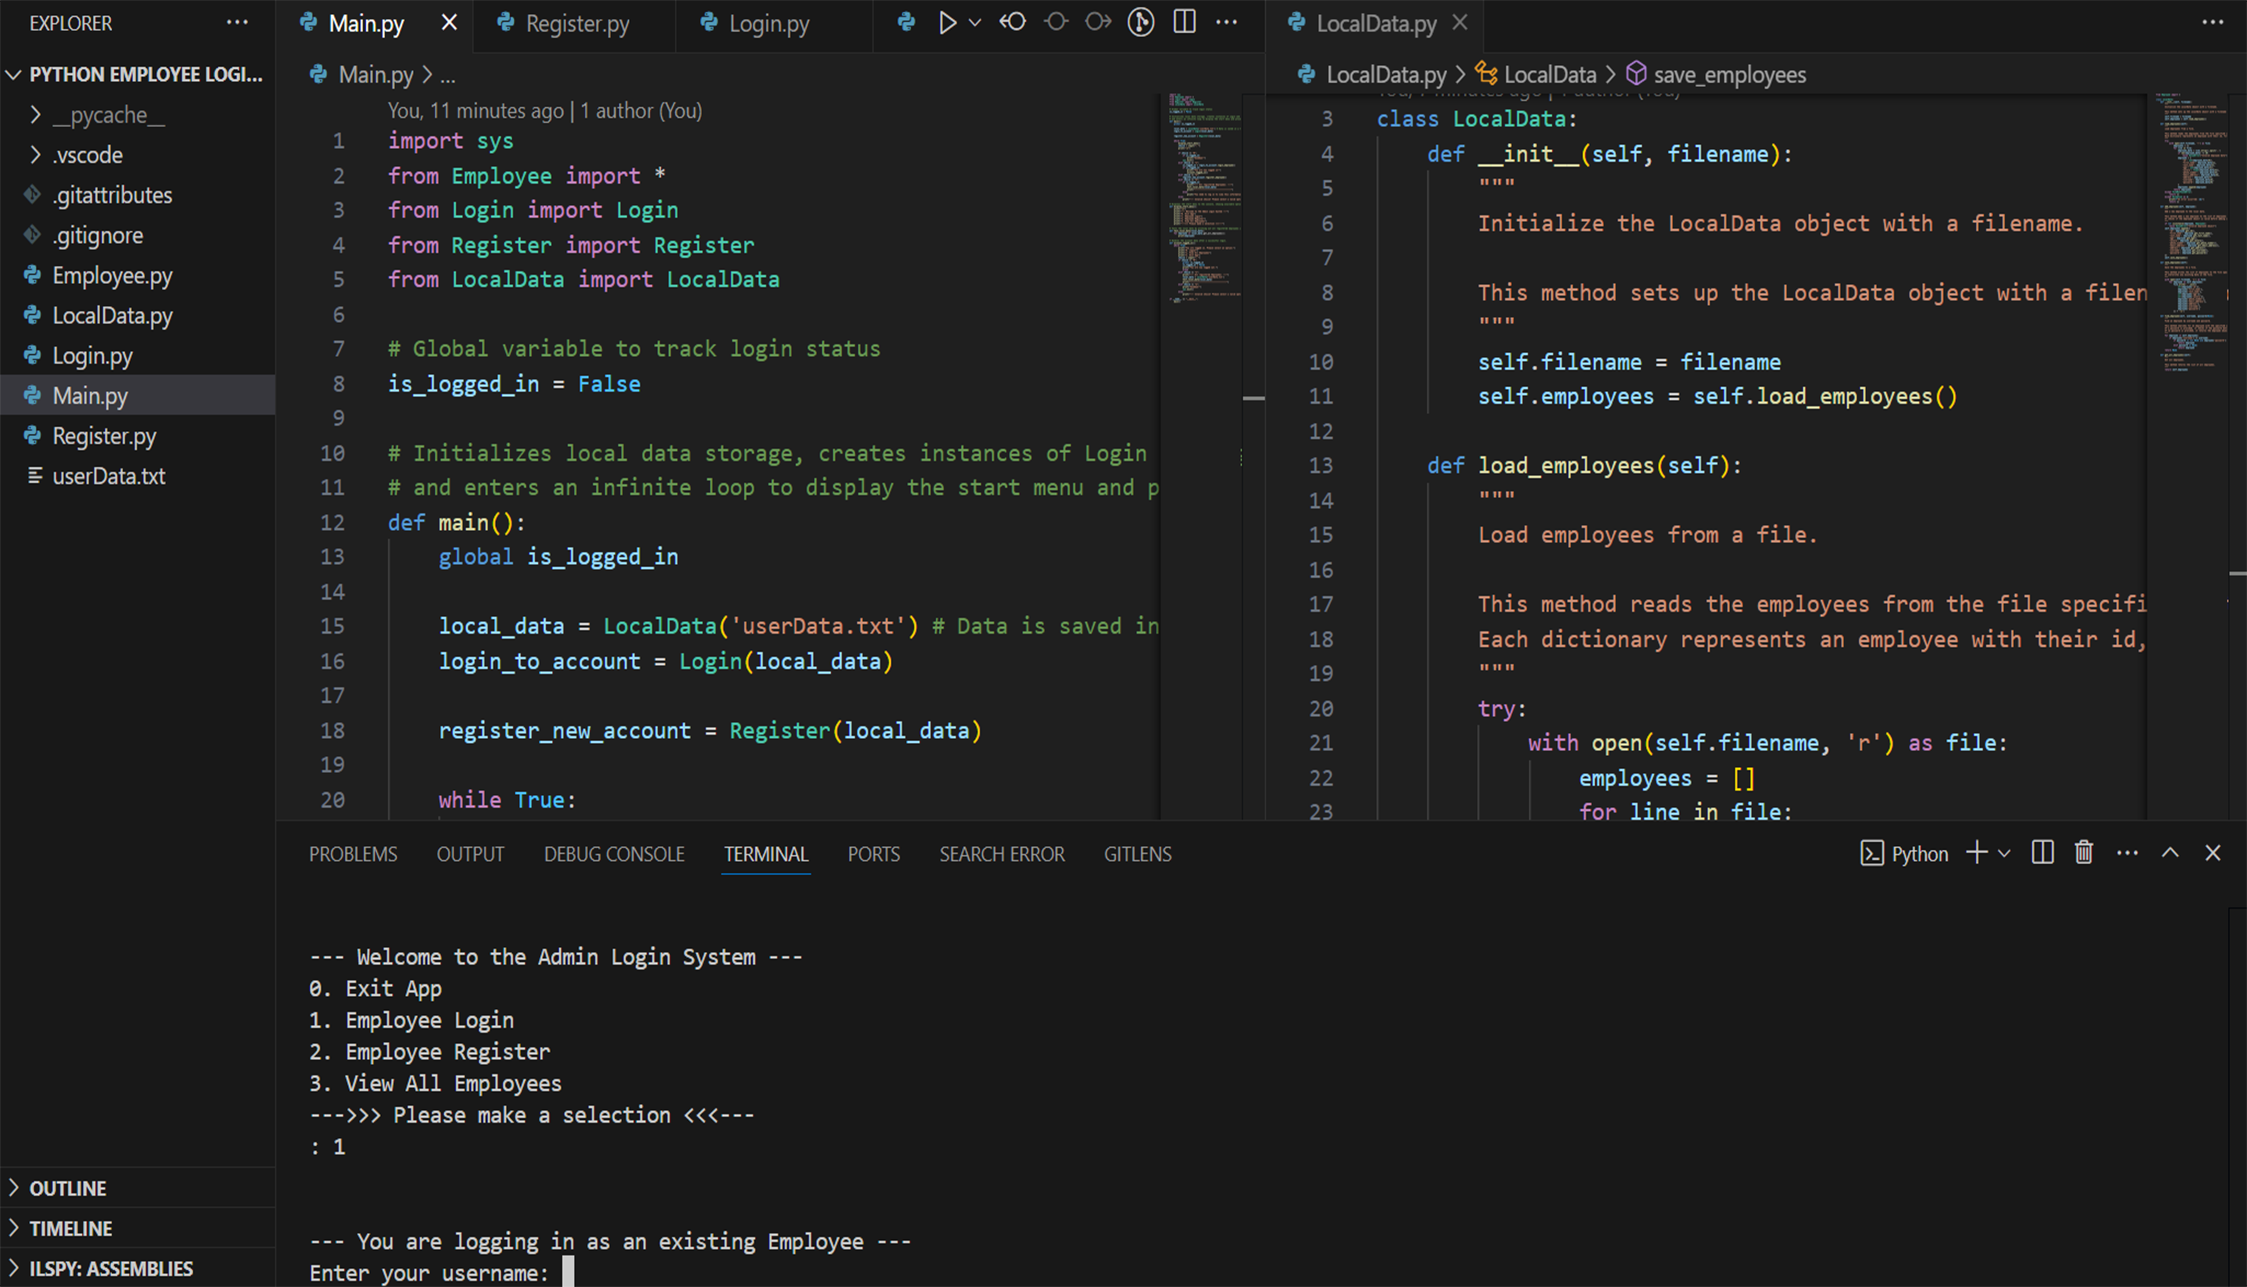 EXPLORER
PYTHON EMPLOYEE LOGI...
__pycache__
.vscode
.gitattributes
.gitignore
Employee.py
LocalData.py
Login.py
Main.py
Register.py
userData.txt
OUTLINE
TIMELINE
ILSPY: ASSEMBLIES
Main.py
Register.py
Login.py
Main.py > ...
You, 11 minutes ago | 1 author (You)
1 import sys
2 from Employee import *
3 from Login import Login
4 from Register import Register
5 from LocalData import LocalData
6
7 # Global variable to track login status
8 is_logged_in = False
9
10 # Initializes local data storage, creates instances of Login
11 # and enters an infinite loop to display the start menu and p
12 def main():
13 global is_logged_in
14
15 local_data = LocalData('userData.txt') # Data is saved in
16 login_to_account = Login(local_data)
17
18 register_new_account = Register(local_data)
19
20 while True:
LocalData.py
LocalData.py > LocalData > save_employees
3 class LocalData:
4 def __init__(self, filename):
5 """
6 Initialize the LocalData object with a filename.
7
8 This method sets up the LocalData object with a filen
9 """
10 self.filename = filename
11 self.employees = self.load_employees()
12
13 def load_employees(self):
14 """
15 Load employees from a file.
16
17 This method reads the employees from the file specifi
18 Each dictionary represents an employee with their id,
19 """
20 try:
21 with open(self.filename, 'r') as file:
22 employees = []
23 for line in file:
PROBLEMS OUTPUT DEBUG CONSOLE TERMINAL PORTS SEARCH ERROR GITLENS
Python
--- Welcome to the Admin Login System ---
0. Exit App
1. Employee Login
2. Employee Register
3. View All Employees
--->>> Please make a selection <<<---
: 1
--- You are logging in as an existing Employee ---
Enter your username: